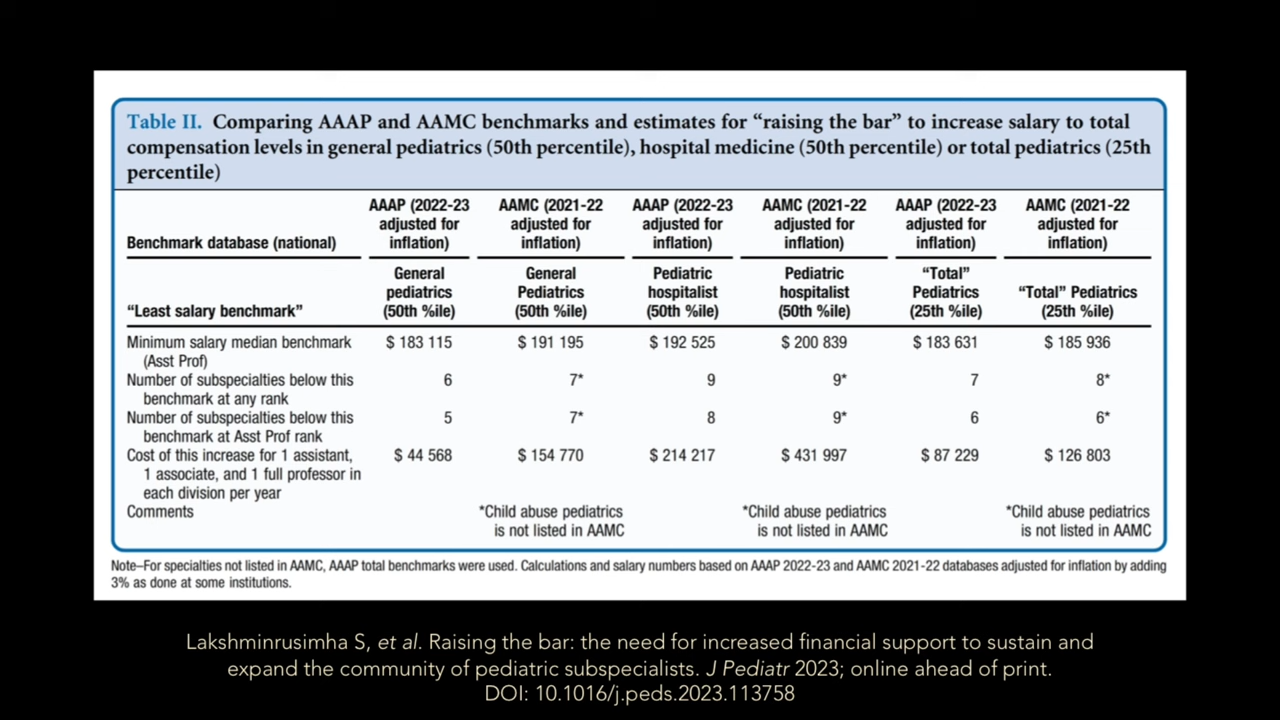 Table II. Comparing AAAP and AAMC benchmarks and estimates for “raising the bar” to increase salary to total
compensation levels in general pediatrics (50th percentile), hospital medicine (50th percentile) or total pediatrics (25th
percentile)
AAAP (2022-23 AAMC (2021-22 AAAP (2022-23 AAMC (2021-22 AAAP (2022-23 AAMC (2021-22
adjusted for adjusted for adjusted for adjusted for adjusted for adjusted for
Benchmark database (national) inflation) inflation) inflation) inflation) inflation) inflation)
General General Pediatric Pediatric “Total”
pediatrics Pediatrics hospitalist hospitalist Pediatrics “Total” Pediatrics
“Least salary benchmark” (50th %ile) (50th %ile) (50th %ile) (50th %ile) (25th %ile) (25th %ile)
Minimum salary median benchmark $ 183 115 $ 191 195 $ 192 525 $ 200 839 $ 183 631 $ 185 936
(Asst Prof)
Number of subspecialties below this 6 7* 9 9* 7 8*
benchmark at any rank
Number of subspecialties below this 5 7* 8 9* 6 6*
benchmark at Asst Prof rank
Cost of this increase for 1 assistant, $ 44 568 $ 154 770 $ 214 217 $ 431 997 $ 87 229 $ 126 803
1 associate, and 1 full professor in
each division per year
Comments *Child abuse pediatrics *Child abuse pediatrics *Child abuse pediatrics
is not listed in AAMC is not listed in AAMC is not listed in AAMC
Note–For specialties not listed in AAMC, AAAP total benchmarks were used. Calculations and salary numbers based on AAAP 2022-23 and AAMC 2021-22 databases adjusted for inflation by adding
3% as done at some institutions.
Lakshminrusimha S, et al. Raising the bar: the need for increased financial support to sustain and
expand the community of pediatric subspecialists. J Pediatr 2023; online ahead of print.
DOI: 10.1016/j.peds.2023.113758